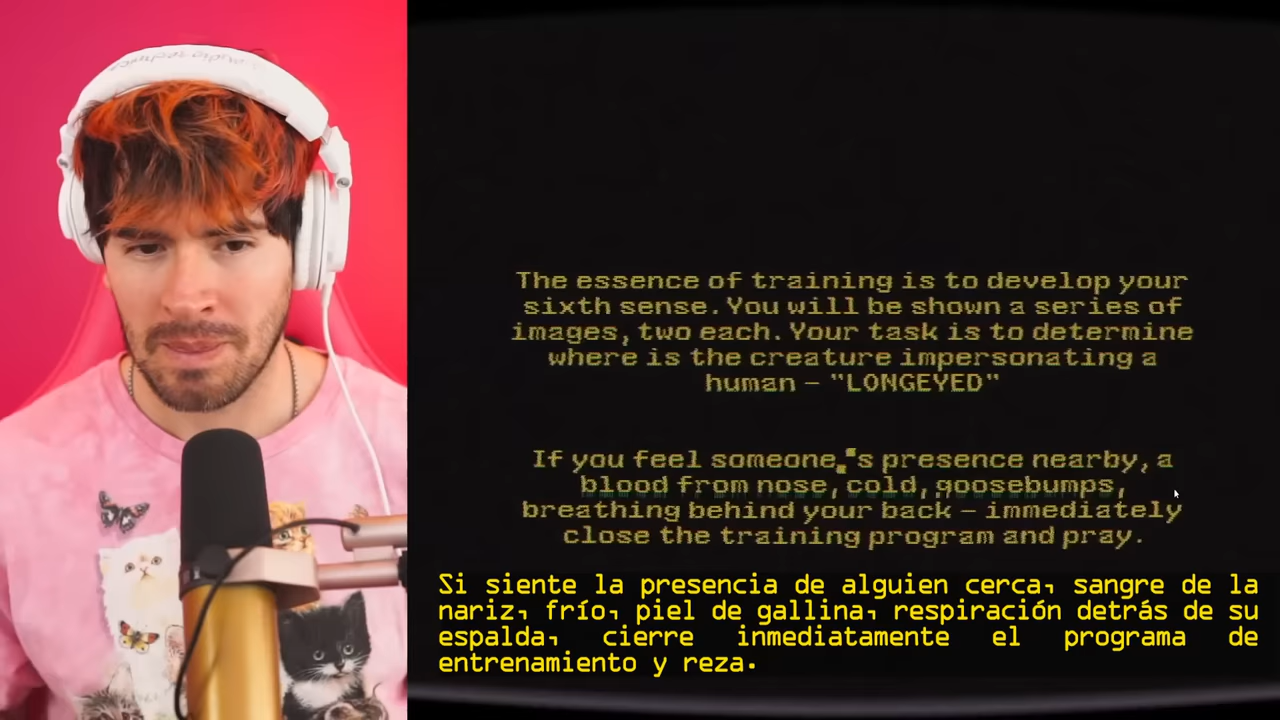 The essence of training is to develop your
sixth sense. You will be shown a series of
images, two each. Your task is to determine
where is the creature impersonating a
human - "LONGEYED"
If you feel someone,"s presence nearby, a
blood from nose, cold, goosebumps,
breathing behind your back - immediately
close the training program and pray.
Si siente la presencia de alguien cerca, sangre de la
nariz, frío, piel de gallina, respiración detrás de su
espalda, cierre inmediatamente el programa de
entrenamiento y reza.